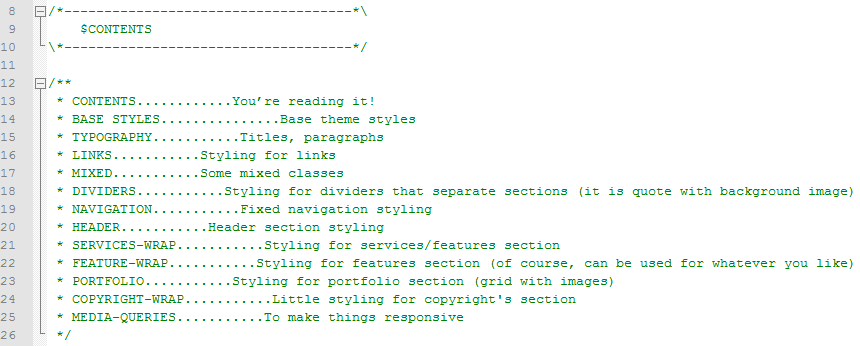 8 /*------------------------------------*\
9     $CONTENTS
10 \*------------------------------------*/
11
12 /**
13  * CONTENTS............You’re reading it!
14  * BASE STYLES...............Base theme styles
15  * TYPOGRAPHY...........Titles, paragraphs
16  * LINKS...........Styling for links
17  * MIXED...........Some mixed classes
18  * DIVIDERS...........Styling for dividers that separate sections (it is quote with background image)
19  * NAVIGATION...........Fixed navigation styling
20  * HEADER...........Header section styling
21  * SERVICES-WRAP...........Styling for services/features section
22  * FEATURE-WRAP...........Styling for features section (of course, can be used for whatever you like)
23  * PORTFOLIO...........Styling for portfolio section (grid with images)
24  * COPYRIGHT-WRAP...........Little styling for copyright's section
25  * MEDIA-QUERIES...........To make things responsive
26  */